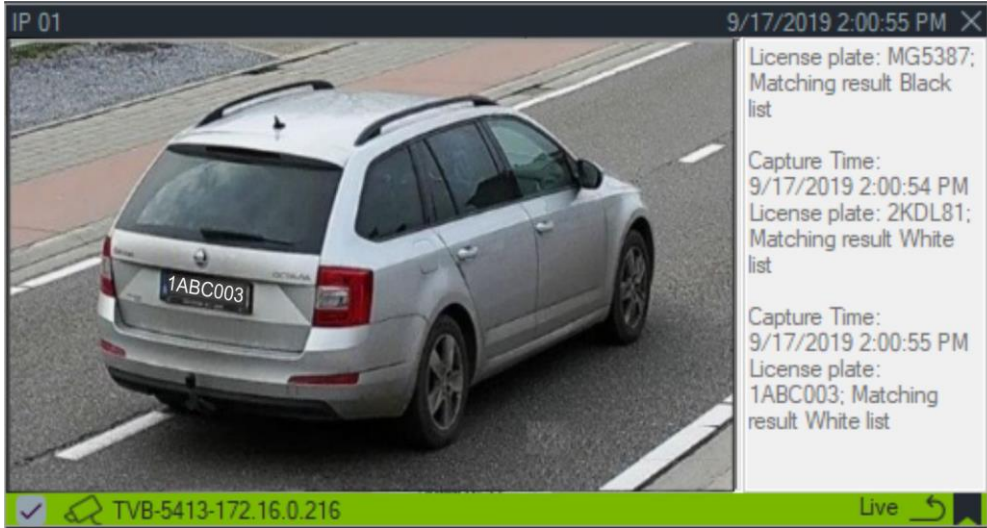 IP 01
9/17/2019 2:00:55 PM
License plate: MG5387;
Matching result Black
list
Capture Time:
9/17/2019 2:00:54 PM
License plate: 2KDL81;
Matching result White
list
Capture Time:
9/17/2019 2:00:55 PM
License plate:
1ABC003; Matching
result White list
OCTAVIA
1ABC003
TVB-5413-172.16.0.216
Live